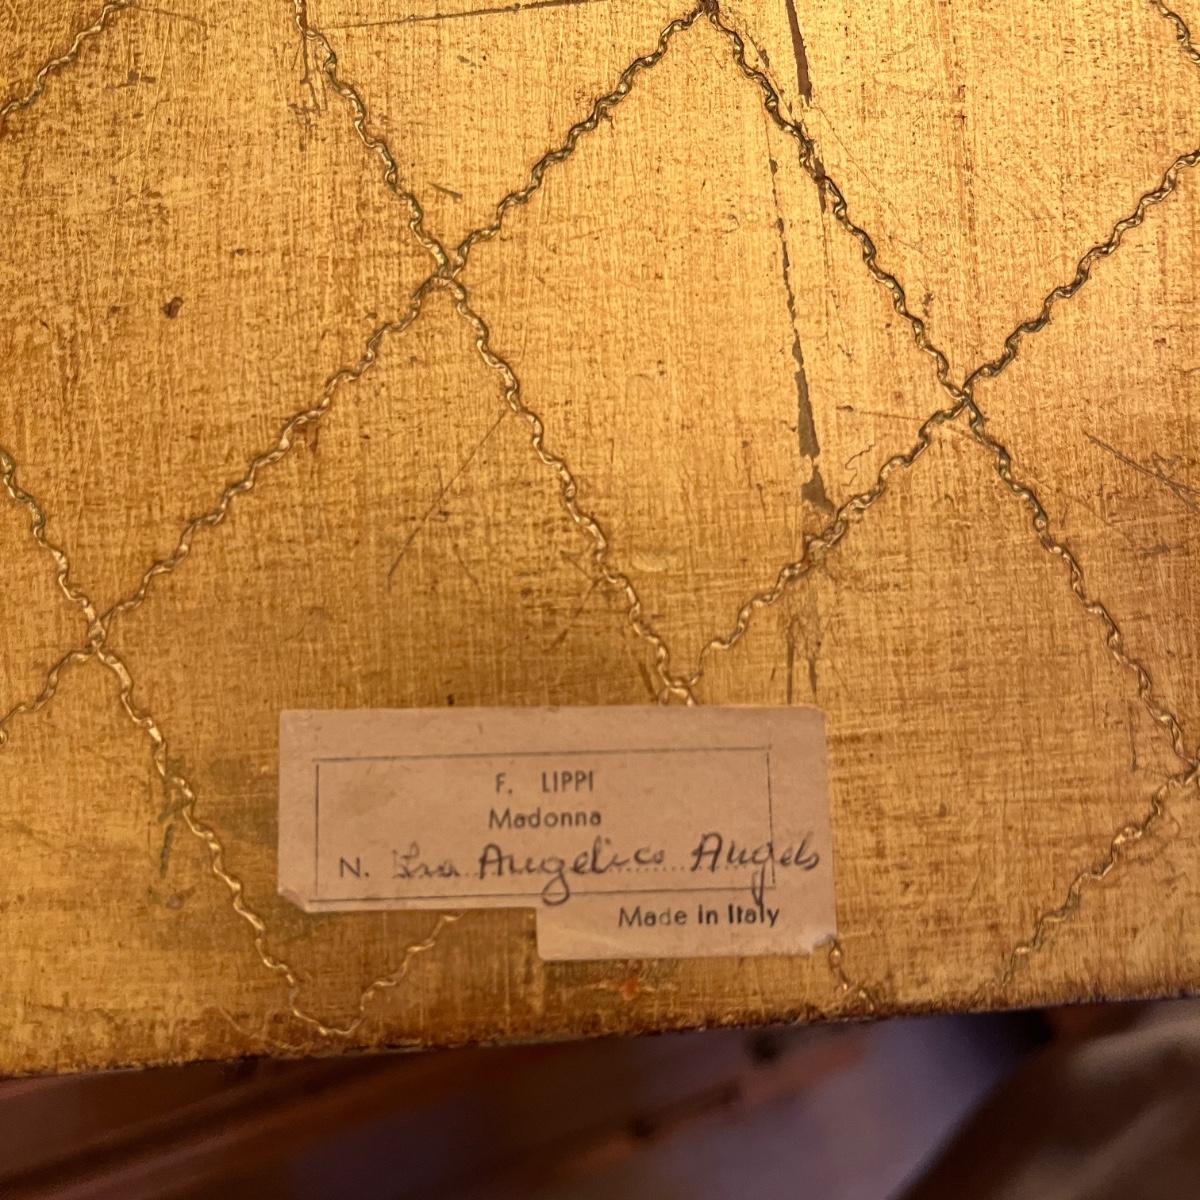 F. LIPPI
Madonna
N. Fra Angelico Angels
Made in Italy